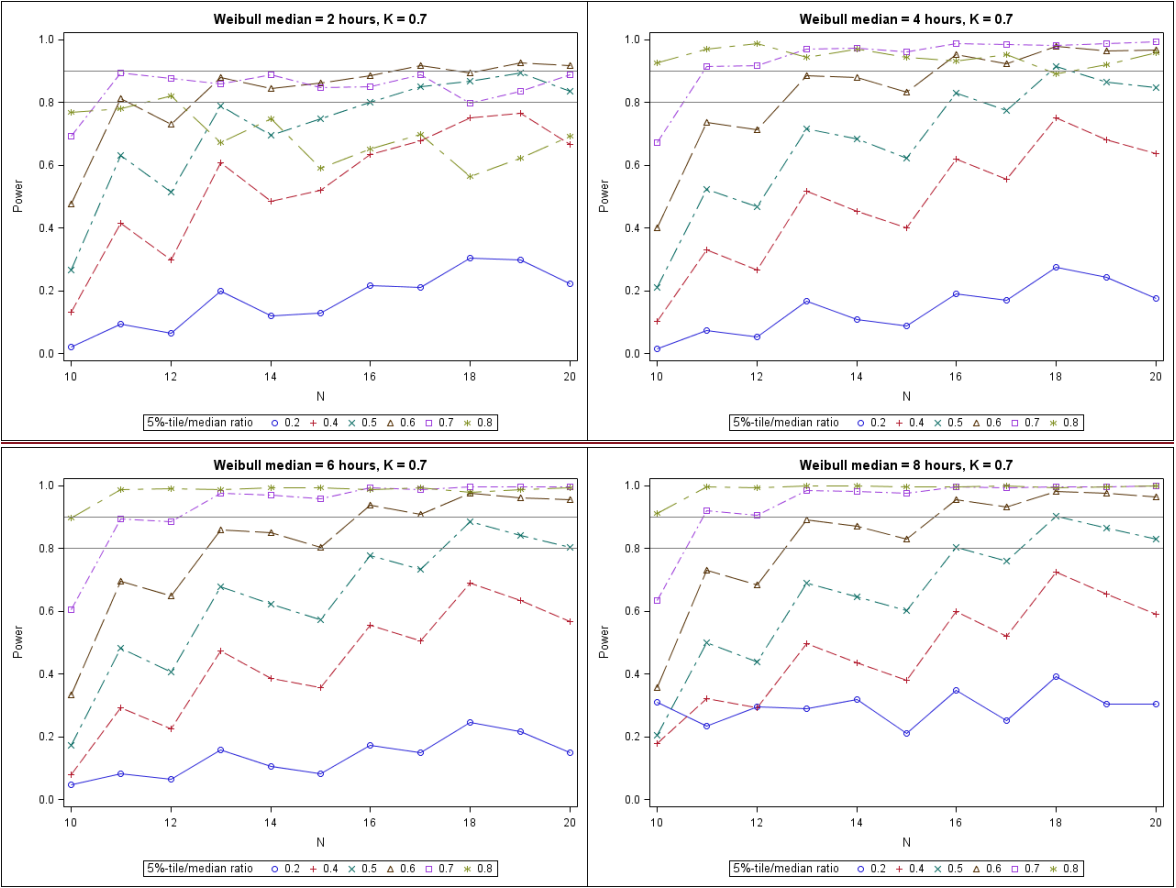 Weibull median = 2 hours, K = 0.7
1.0
0.8
0.6
0.4
0.2
0.0
Power
10 12 14 16 18 20
N
5%-tile/median ratio 0.2 0.4 0.5 0.6 0.7 0.8
Weibull median = 4 hours, K = 0.7
1.0
0.8
0.6
0.4
0.2
0.0
Power
10 12 14 16 18 20
N
5%-tile/median ratio 0.2 0.4 0.5 0.6 0.7 0.8
Weibull median = 6 hours, K = 0.7
1.0
0.8
0.6
0.4
0.2
0.0
Power
10 12 14 16 18 20
N
5%-tile/median ratio 0.2 0.4 0.5 0.6 0.7 0.8
Weibull median = 8 hours, K = 0.7
1.0
0.8
0.6
0.4
0.2
0.0
Power
10 12 14 16 18 20
N
5%-tile/median ratio 0.2 0.4 0.5 0.6 0.7 0.8